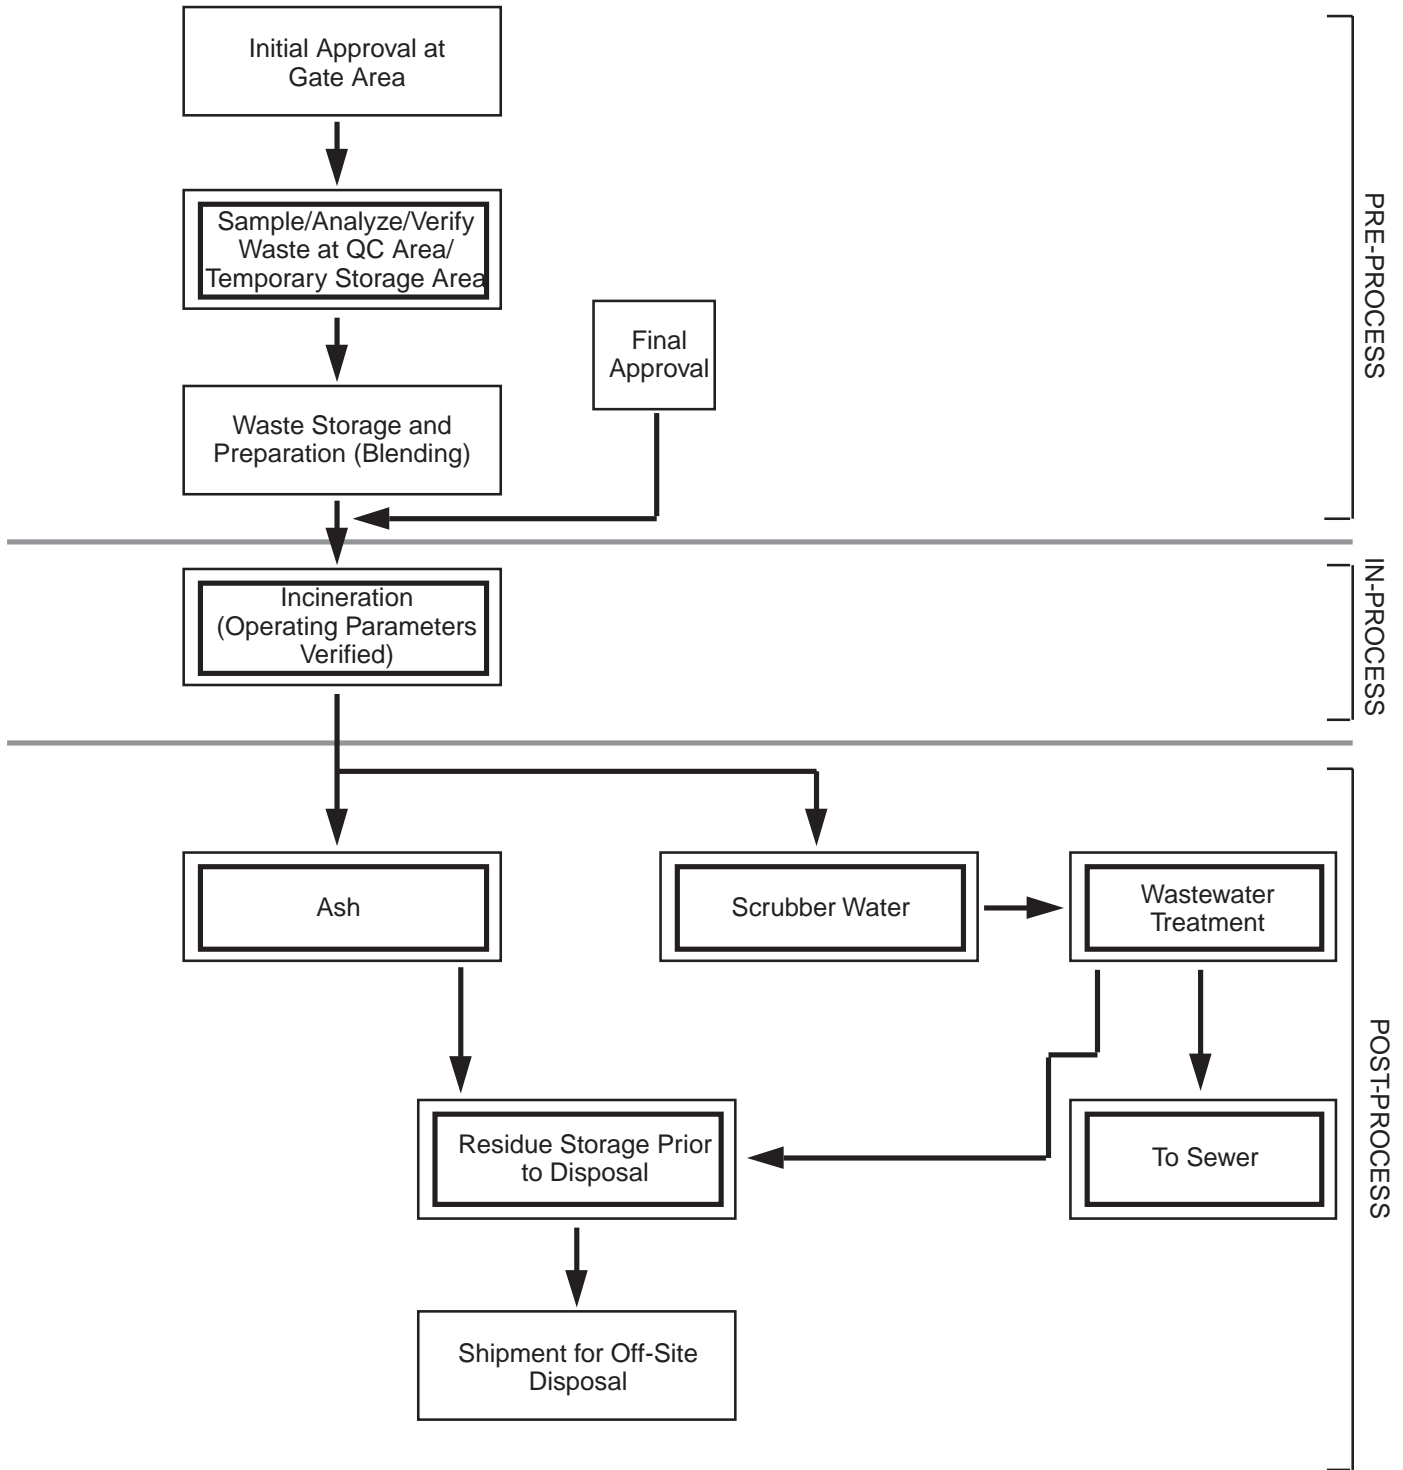 Initial Approval at
Gate Area
Sample/Analyze/Verify
Waste at QC Area/
Temporary Storage Area
Final
Approval
Waste Storage and
Preparation (Blending)
PRE-PROCESS
Incineration
(Operating Parameters
Verified)
IN-PROCESS
Ash
Scrubber Water
Wastewater
Treatment
Residue Storage Prior
to Disposal
To Sewer
Shipment for Off-Site
Disposal
POST-PROCESS